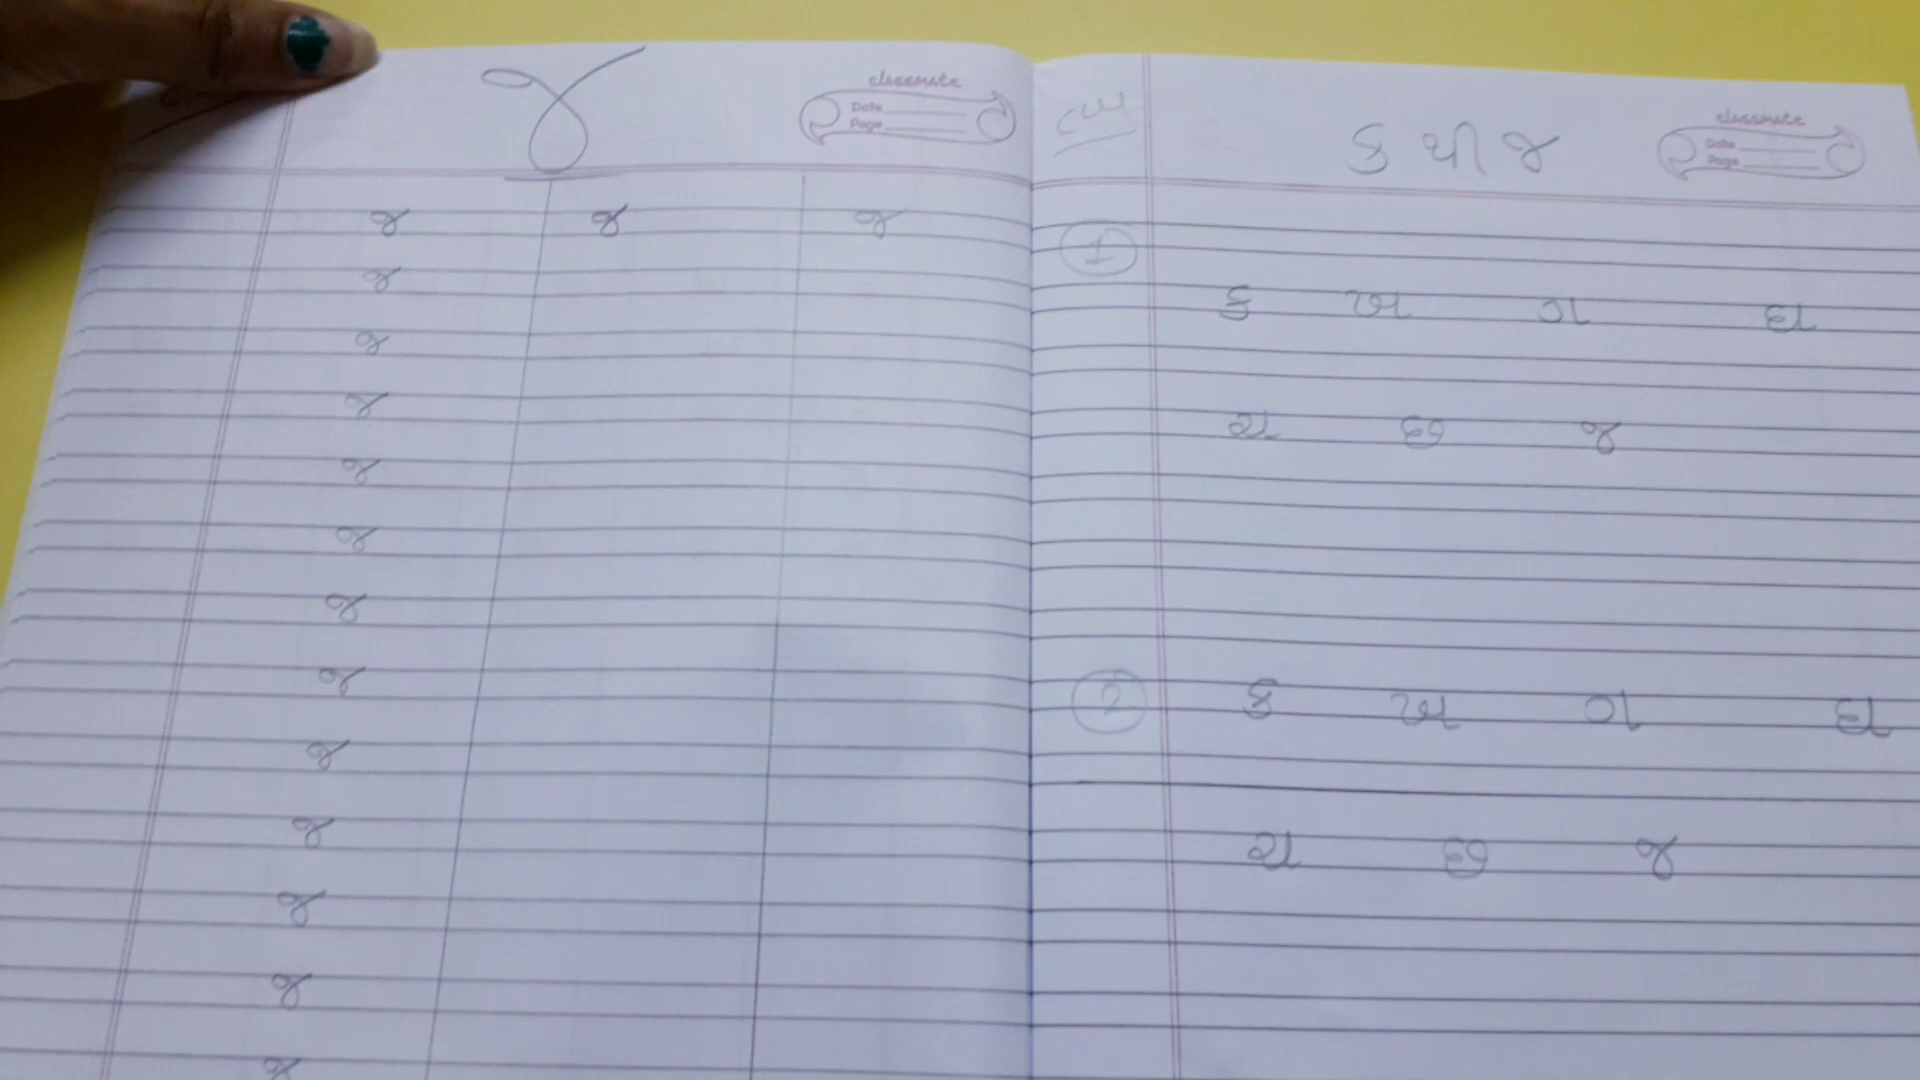 classmate
Date
Page
જ
જ જ જ
જ
જ
જ
જ
જ
જ
જ
જ
જ
જ
જ
જ
classmate
Date
Page
C.W
ક થી જ
1
ક ખ ગ ઘ
ચ છ જ
2
ક ખ ગ ઘ
ચ છ જ